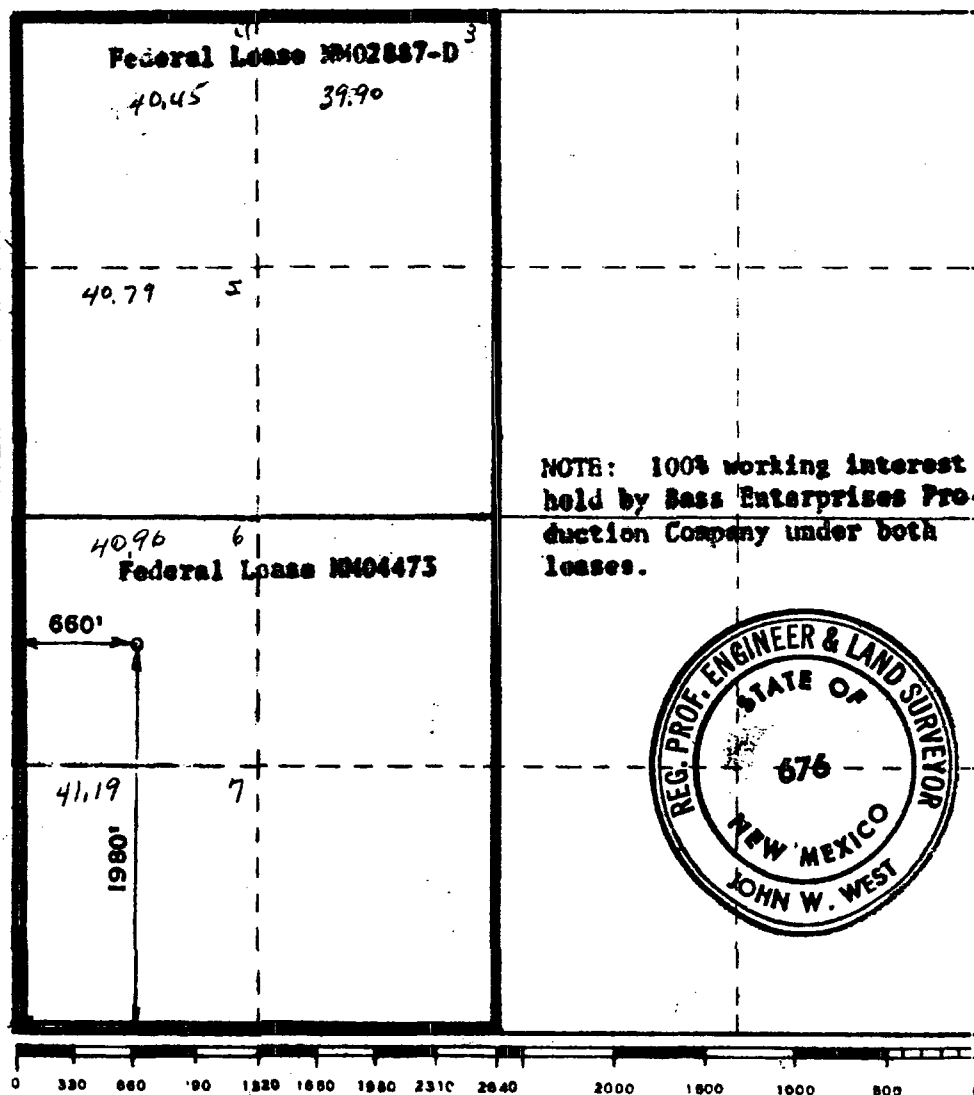 4 3
Federal Lease NM02887-D
40.45 39.90
40.79 5
NOTE: 100% working interest
held by Bass Enterprises Pro-
duction Company under both
leases.
40.96 6
Federal Lease NM04473
660'
41.19 7
1980'
REG. PROF. ENGINEER & LAND SURVEYOR
STATE OF
676
NEW MEXICO
JOHN W. WEST
0 330 660 '90 1320 1650 1980 2310 2640 2000 1500 1000 500